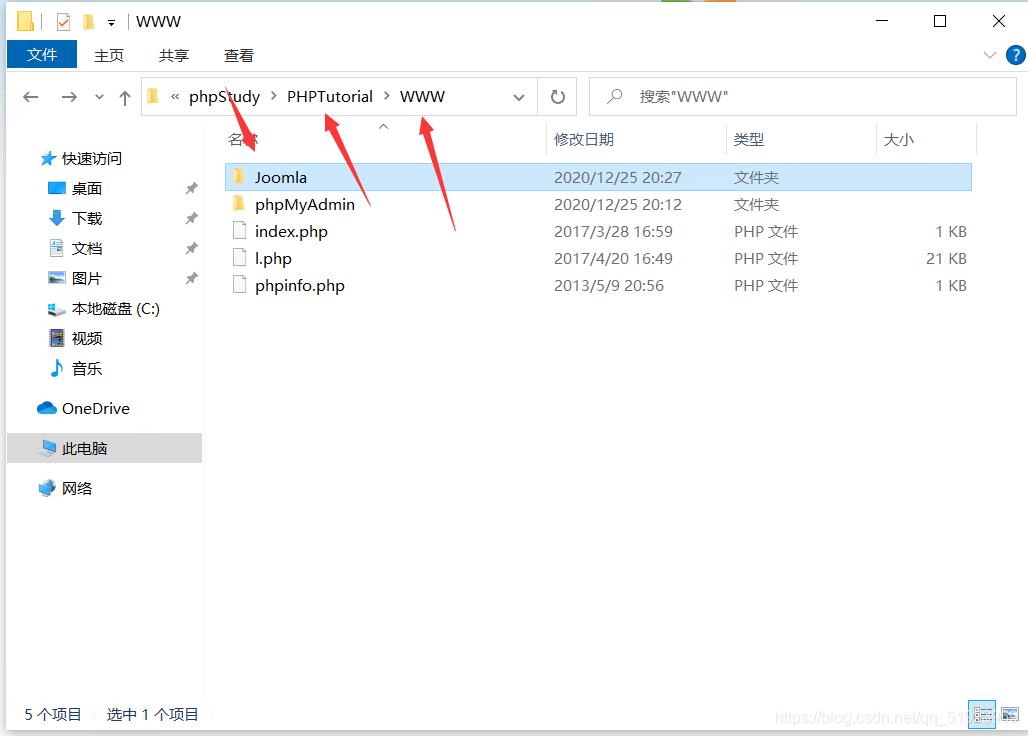 WWW
文件 主页 共享 查看
« phpStudy > PHPTutorial > WWW 搜索"WWW"
名称 修改日期 类型 大小
快速访问
桌面
下载
文档
图片
本地磁盘 (C:)
视频
音乐
OneDrive
此电脑
网络
Joomla 2020/12/25 20:27 文件夹
phpMyAdmin 2020/12/25 20:12 文件夹
index.php 2017/3/28 16:59 PHP 文件 1 KB
l.php 2017/4/20 16:49 PHP 文件 21 KB
phpinfo.php 2013/5/9 20:56 PHP 文件 1 KB
5 个项目 选中 1 个项目